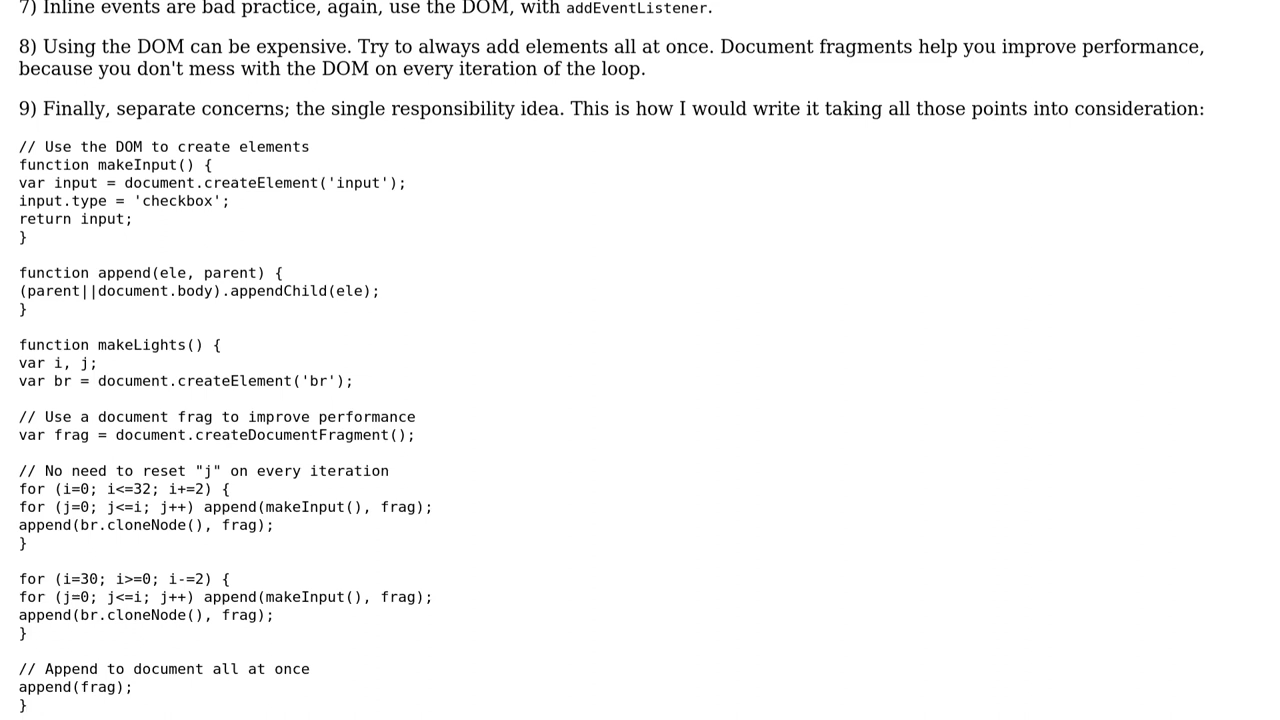 7) Inline events are bad practice, again, use the DOM, with addEventListener.
8) Using the DOM can be expensive. Try to always add elements all at once. Document fragments help you improve performance,
because you don't mess with the DOM on every iteration of the loop.
9) Finally, separate concerns; the single responsibility idea. This is how I would write it taking all those points into consideration:
// Use the DOM to create elements
function makeInput() {
var input = document.createElement('input');
input.type = 'checkbox';
return input;
}
function append(ele, parent) {
(parent||document.body).appendChild(ele);
}
function makeLights() {
var i, j;
var br = document.createElement('br');
// Use a document frag to improve performance
var frag = document.createDocumentFragment();
// No need to reset "j" on every iteration
for (i=0; i<=32; i+=2) {
for (j=0; j<=i; j++) append(makeInput(), frag);
append(br.cloneNode(), frag);
}
for (i=30; i>=0; i-=2) {
for (j=0; j<=i; j++) append(makeInput(), frag);
append(br.cloneNode(), frag);
}
// Append to document all at once
append(frag);
}